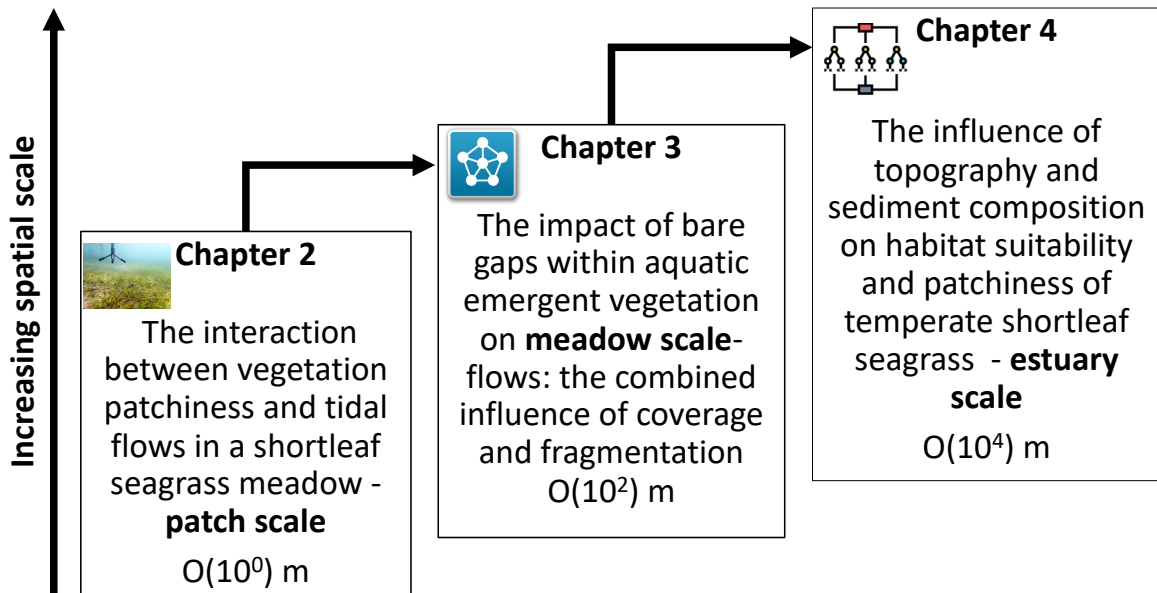 Increasing spatial scale
Chapter 2
The interaction
between vegetation
patchiness and tidal
flows in a shortleaf
seagrass meadow -
patch scale
O(10⁰) m
Chapter 3
The impact of bare
gaps within aquatic
emergent vegetation
on meadow scale-
flows: the combined
influence of coverage
and fragmentation
O(10²) m
Chapter 4
The influence of
topography and
sediment composition
on habitat suitability
and patchiness of
temperate shortleaf
seagrass - estuary
scale
O(10⁴) m